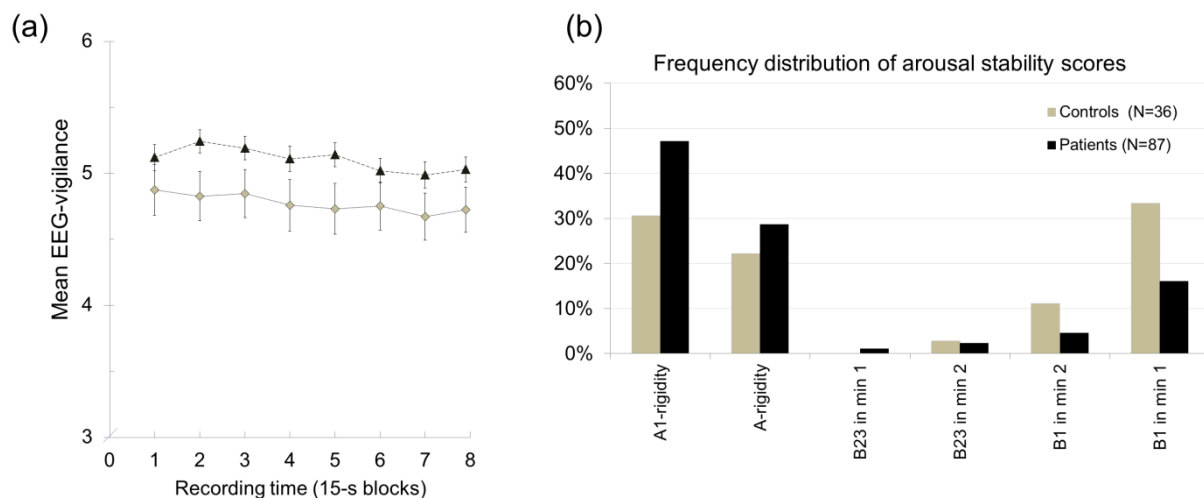 (a)
6
5
4
3
Mean EEG-vigilance
0 1 2 3 4 5 6 7 8
Recording time (15-s blocks)
(b)
Frequency distribution of arousal stability scores
60%
50%
40%
30%
20%
10%
0%
Controls (N=36)
Patients (N=87)
A1-rigidity
A-rigidity
B23 in min 1
B23 in min 2
B1 in min 2
B1 in min 1